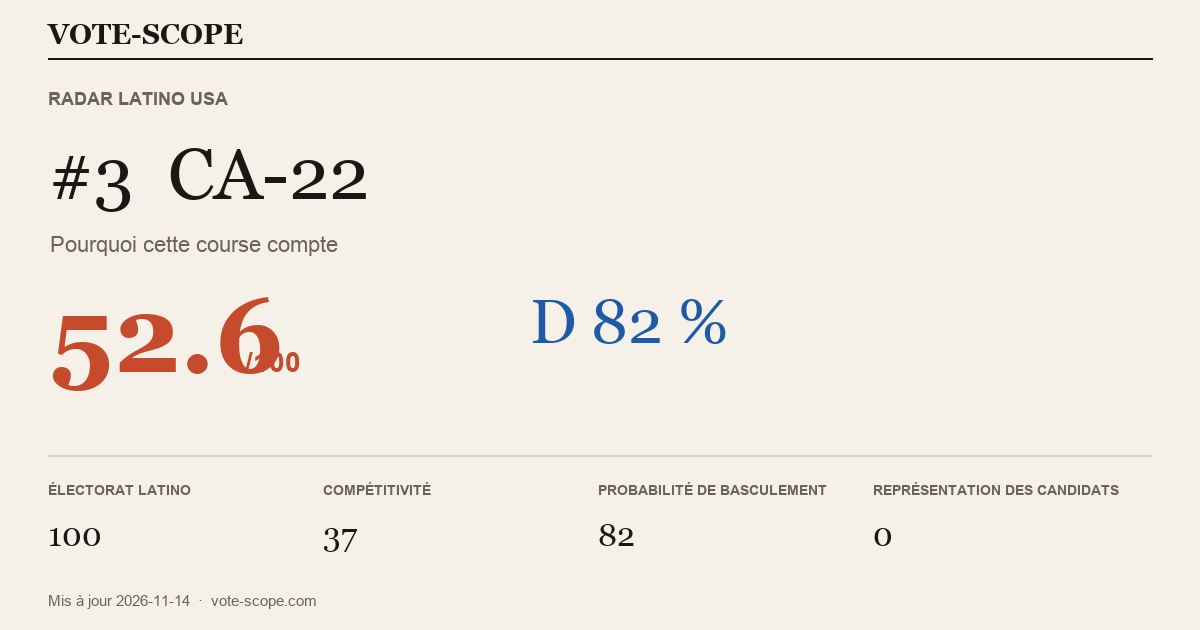 VOTE-SCOPE
RADAR LATINO USA
#3 CA-22
Pourquoi cette course compte
52.6/100
D 82 %
ÉLECTORAT LATINO
COMPÉTITIVITÉ
PROBABILITÉ DE BASCULEMENT
REPRÉSENTATION DES CANDIDATS
100
37
82
0
Mis à jour 2026-11-14 · vote-scope.com